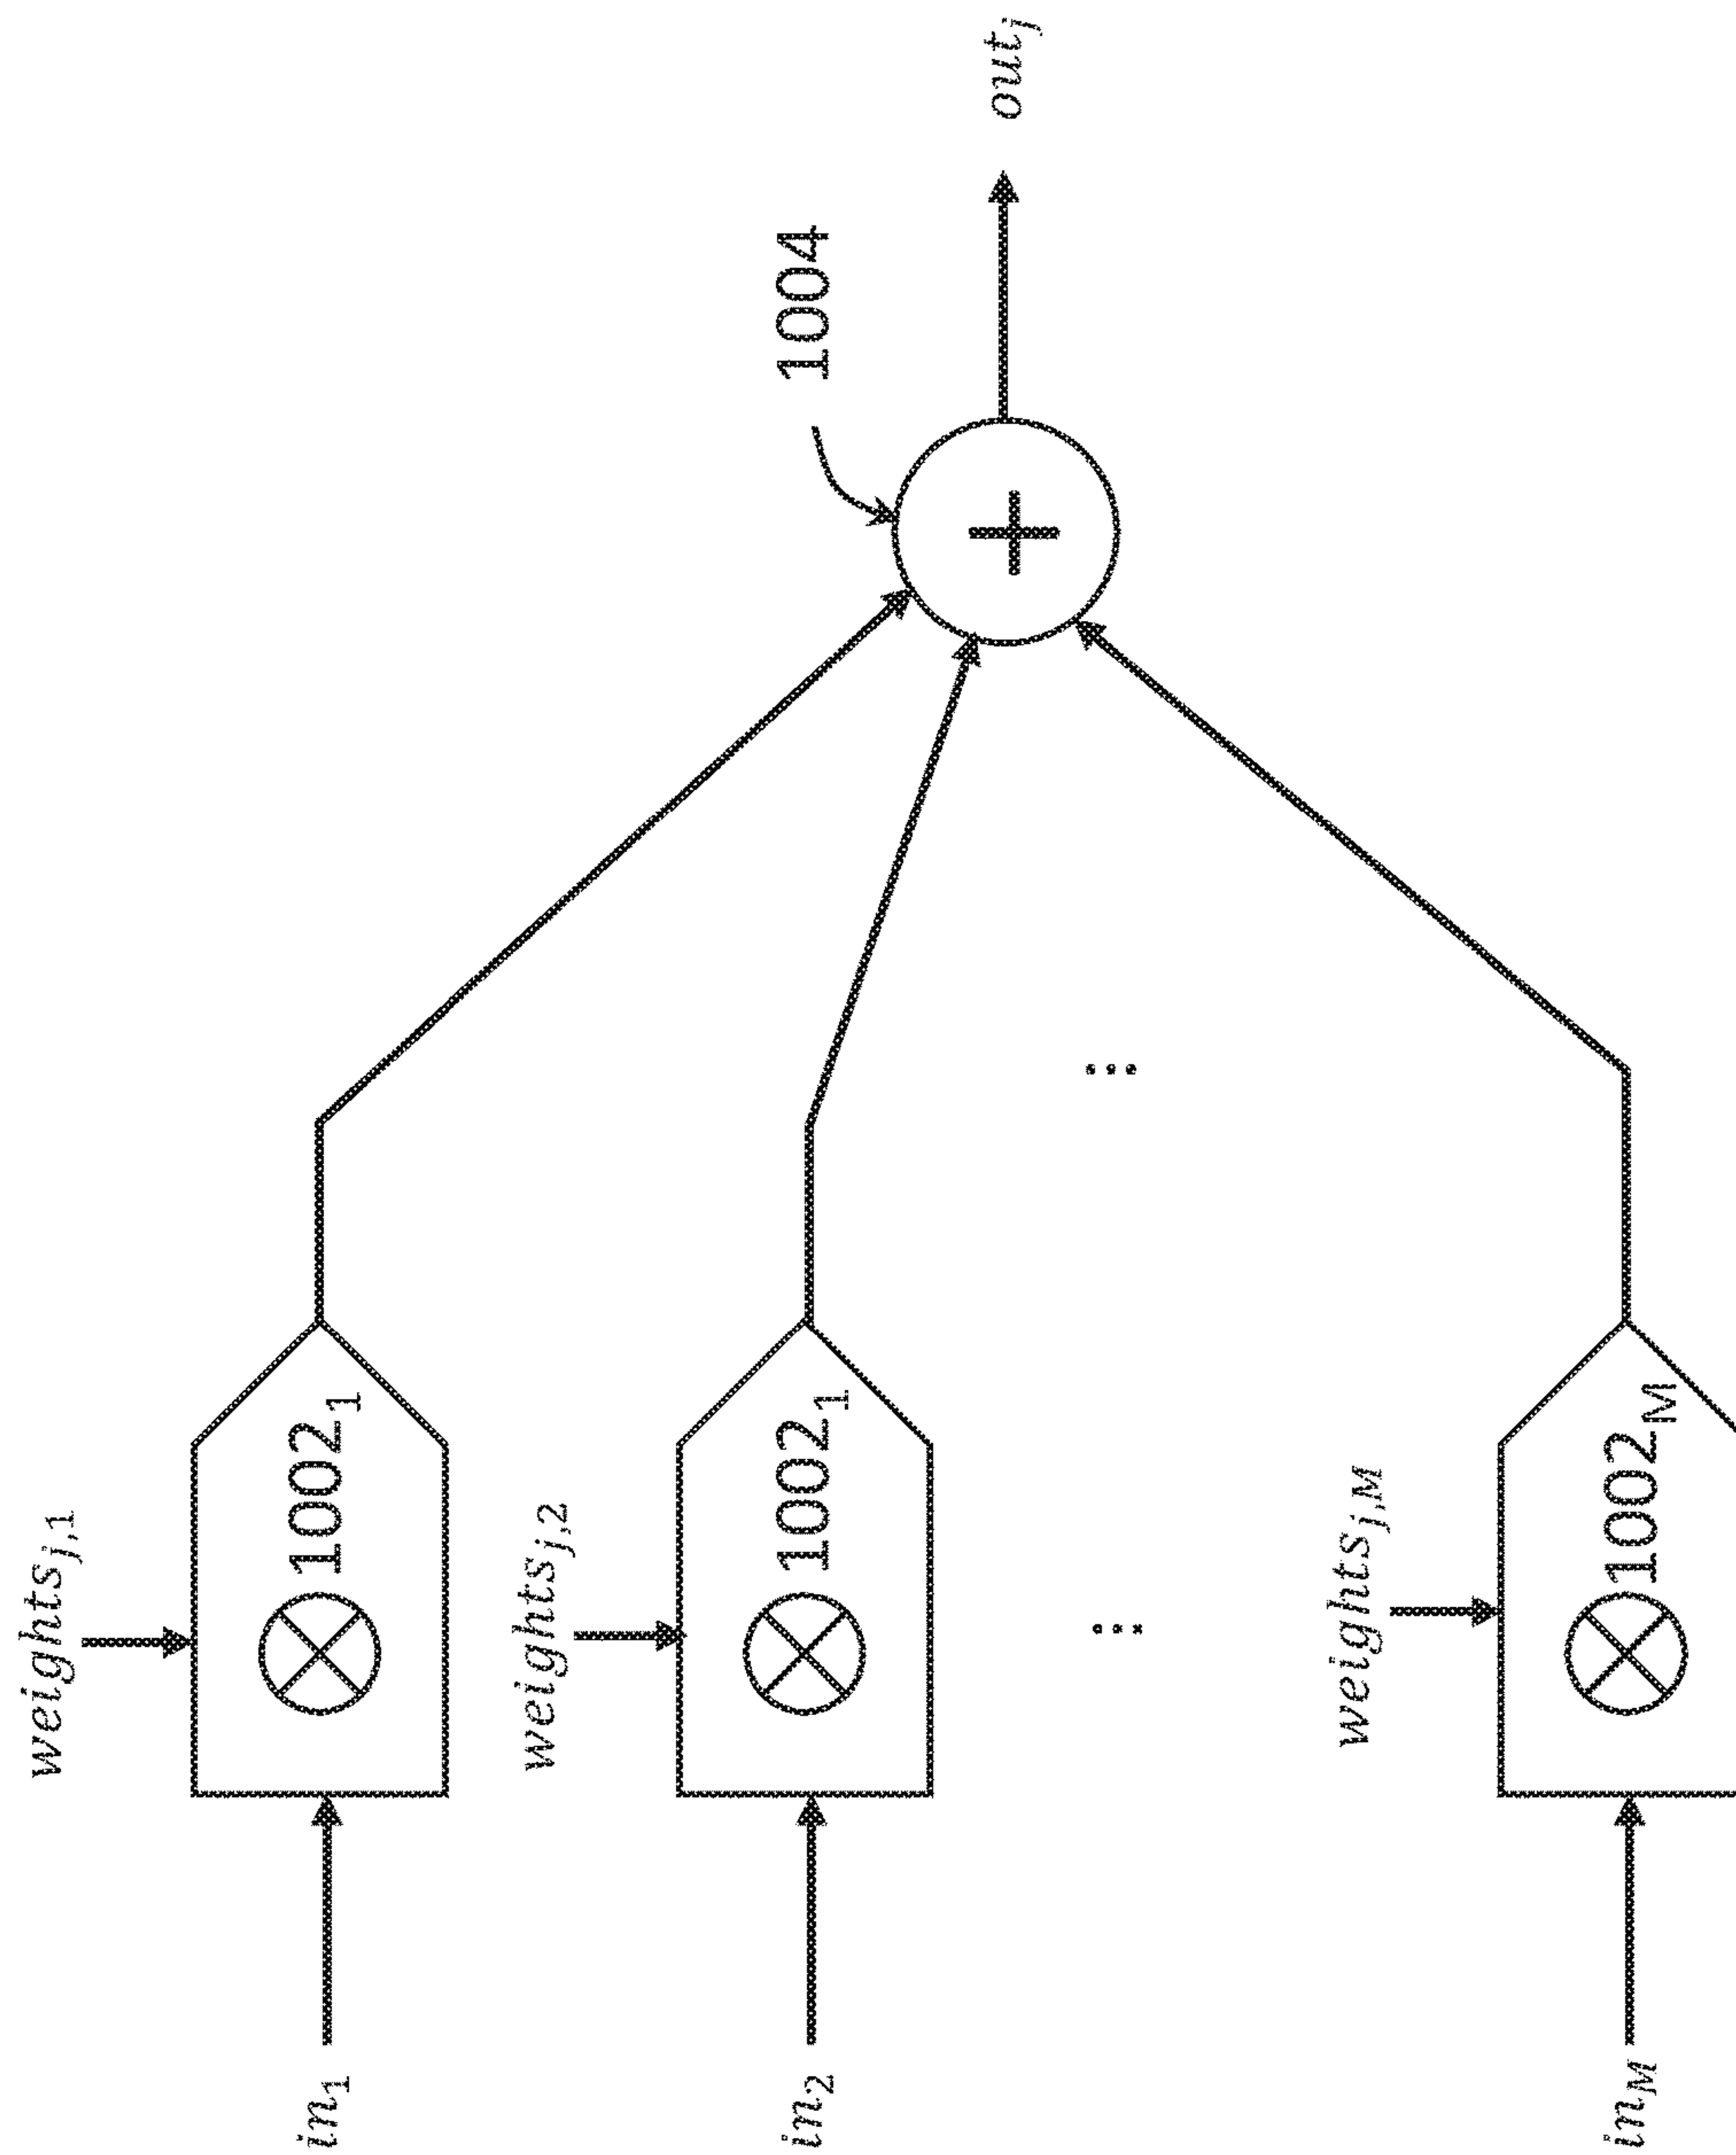 weights_{j,1}
in_1
⊗ 1002_1
weights_{j,2}
in_2
⊗ 1002_1
...
...
weights_{j,M}
in_M
⊗ 1002_M
1004
+
out_j